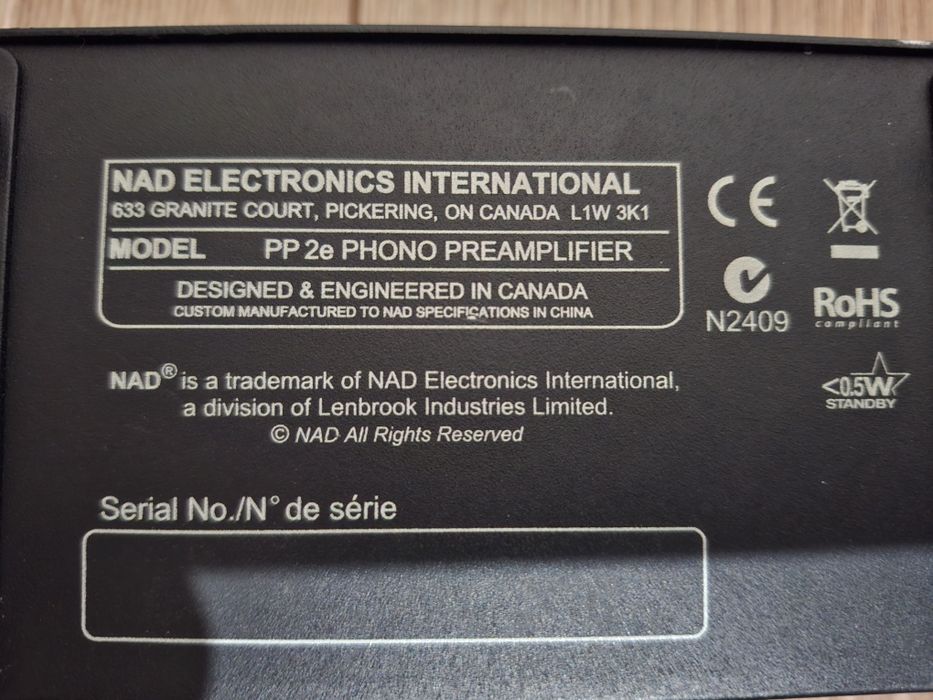 NAD ELECTRONICS INTERNATIONAL
633 GRANITE COURT, PICKERING, ON CANADA L1W 3K1
MODEL PP 2e PHONO PREAMPLIFIER
DESIGNED & ENGINEERED IN CANADA
CUSTOM MANUFACTURED TO NAD SPECIFICATIONS IN CHINA
CE
N2409
RoHS
compliant
<0.5W
STANDBY
NAD® is a trademark of NAD Electronics International,
a division of Lenbrook Industries Limited.
© NAD All Rights Reserved
Serial No./N° de série